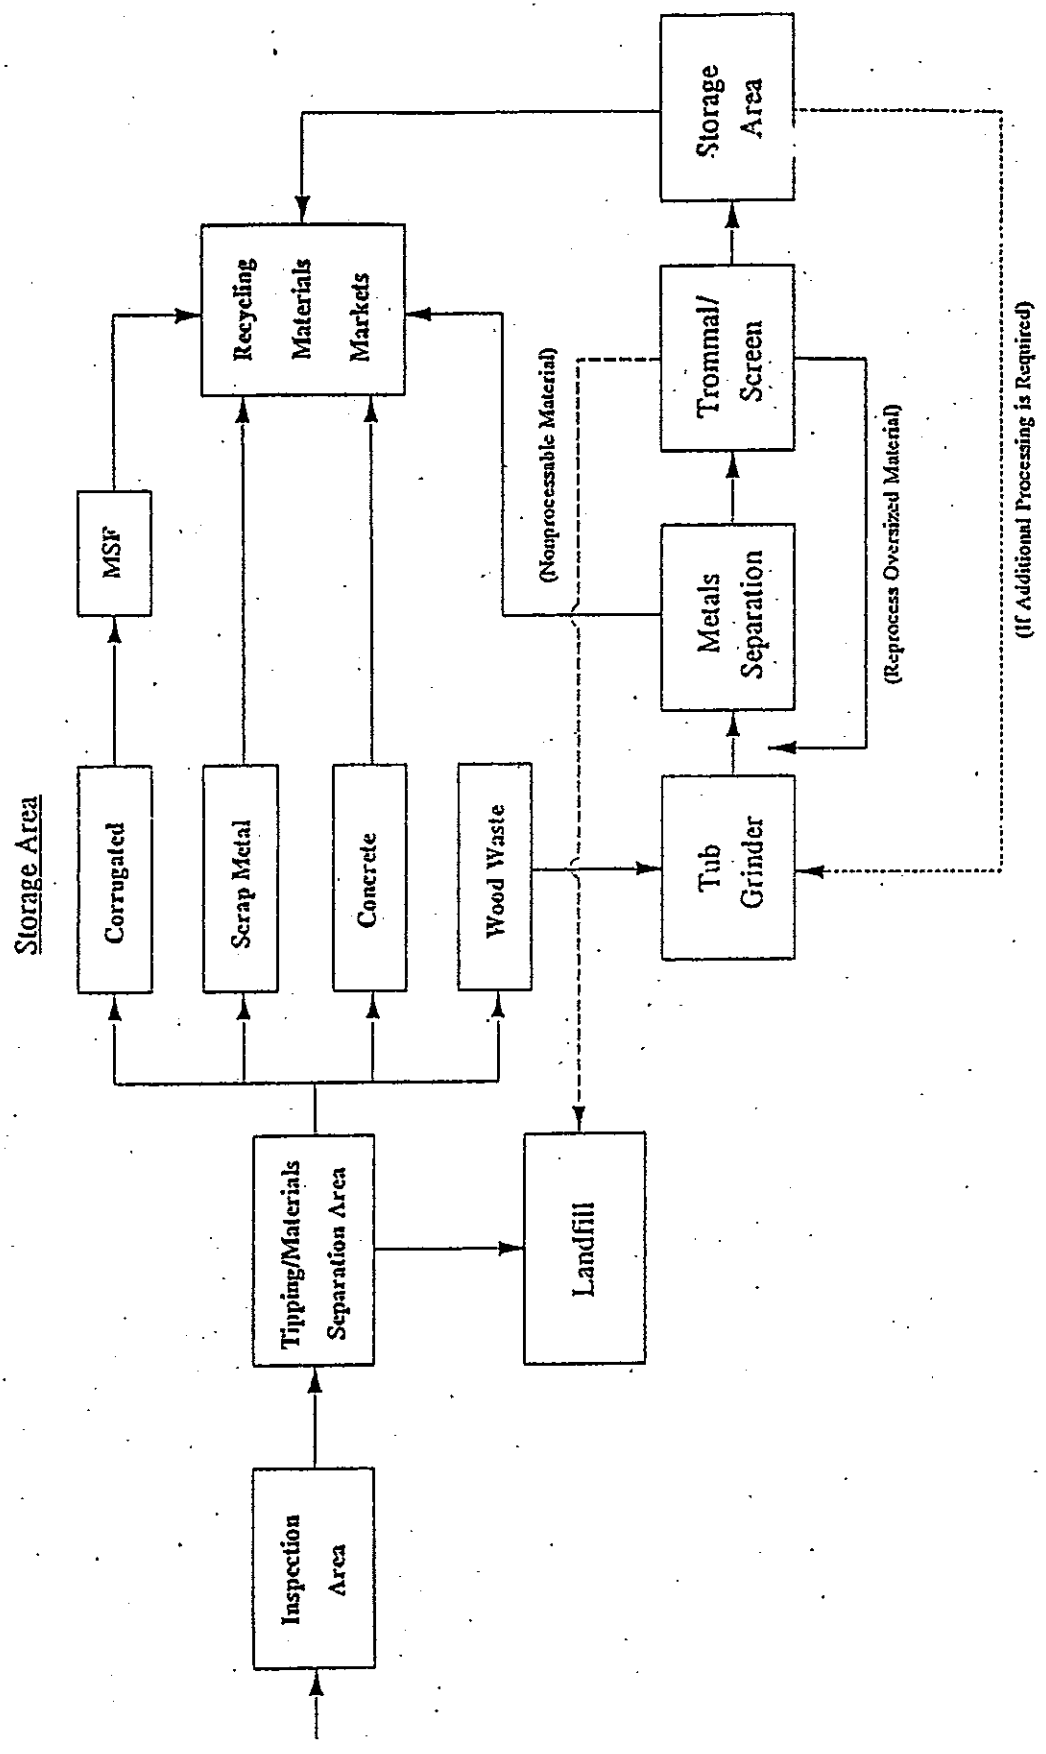 Storage Area
Inspection
Area
Tipping/Materials
Separation Area
Landfill
Corrugated
Scrap Metal
Concrete
Wood Waste
MSF
Recycling
Materials
Markets
Tub
Grinder
Metals
Separation
Trommal/
Screen
Storage
Area
(Nonprocessable Material)
(Reprocess Oversized Material)
(If Additional Processing is Required)